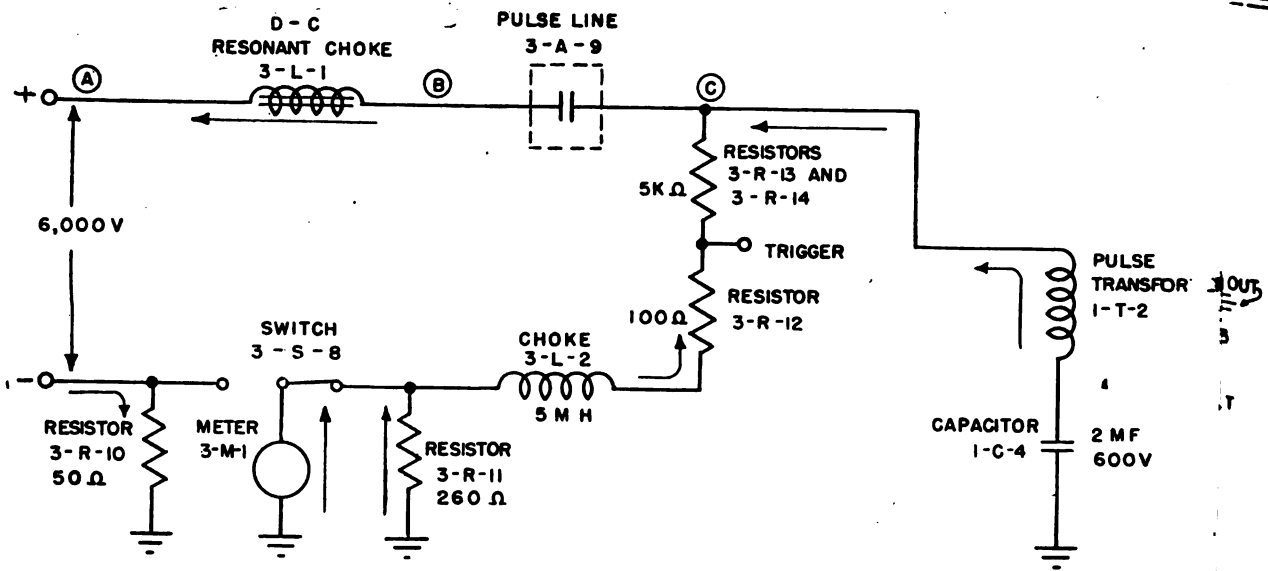 D-C
RESONANT CHOKE
3-L-1
PULSE LINE
3-A-9
+
A
B
C
RESISTORS
3-R-13 AND
3-R-14
5K Ω
6,000 V
TRIGGER
PULSE
TRANSFOR
1-T-2
OUT
RESISTOR
3-R-12
100 Ω
SWITCH
3-S-8
CHOKE
3-L-2
5 M H
-
RESISTOR
3-R-10
50 Ω
METER
3-M-1
RESISTOR
3-R-11
260 Ω
CAPACITOR
1-C-4
2 MF
600V